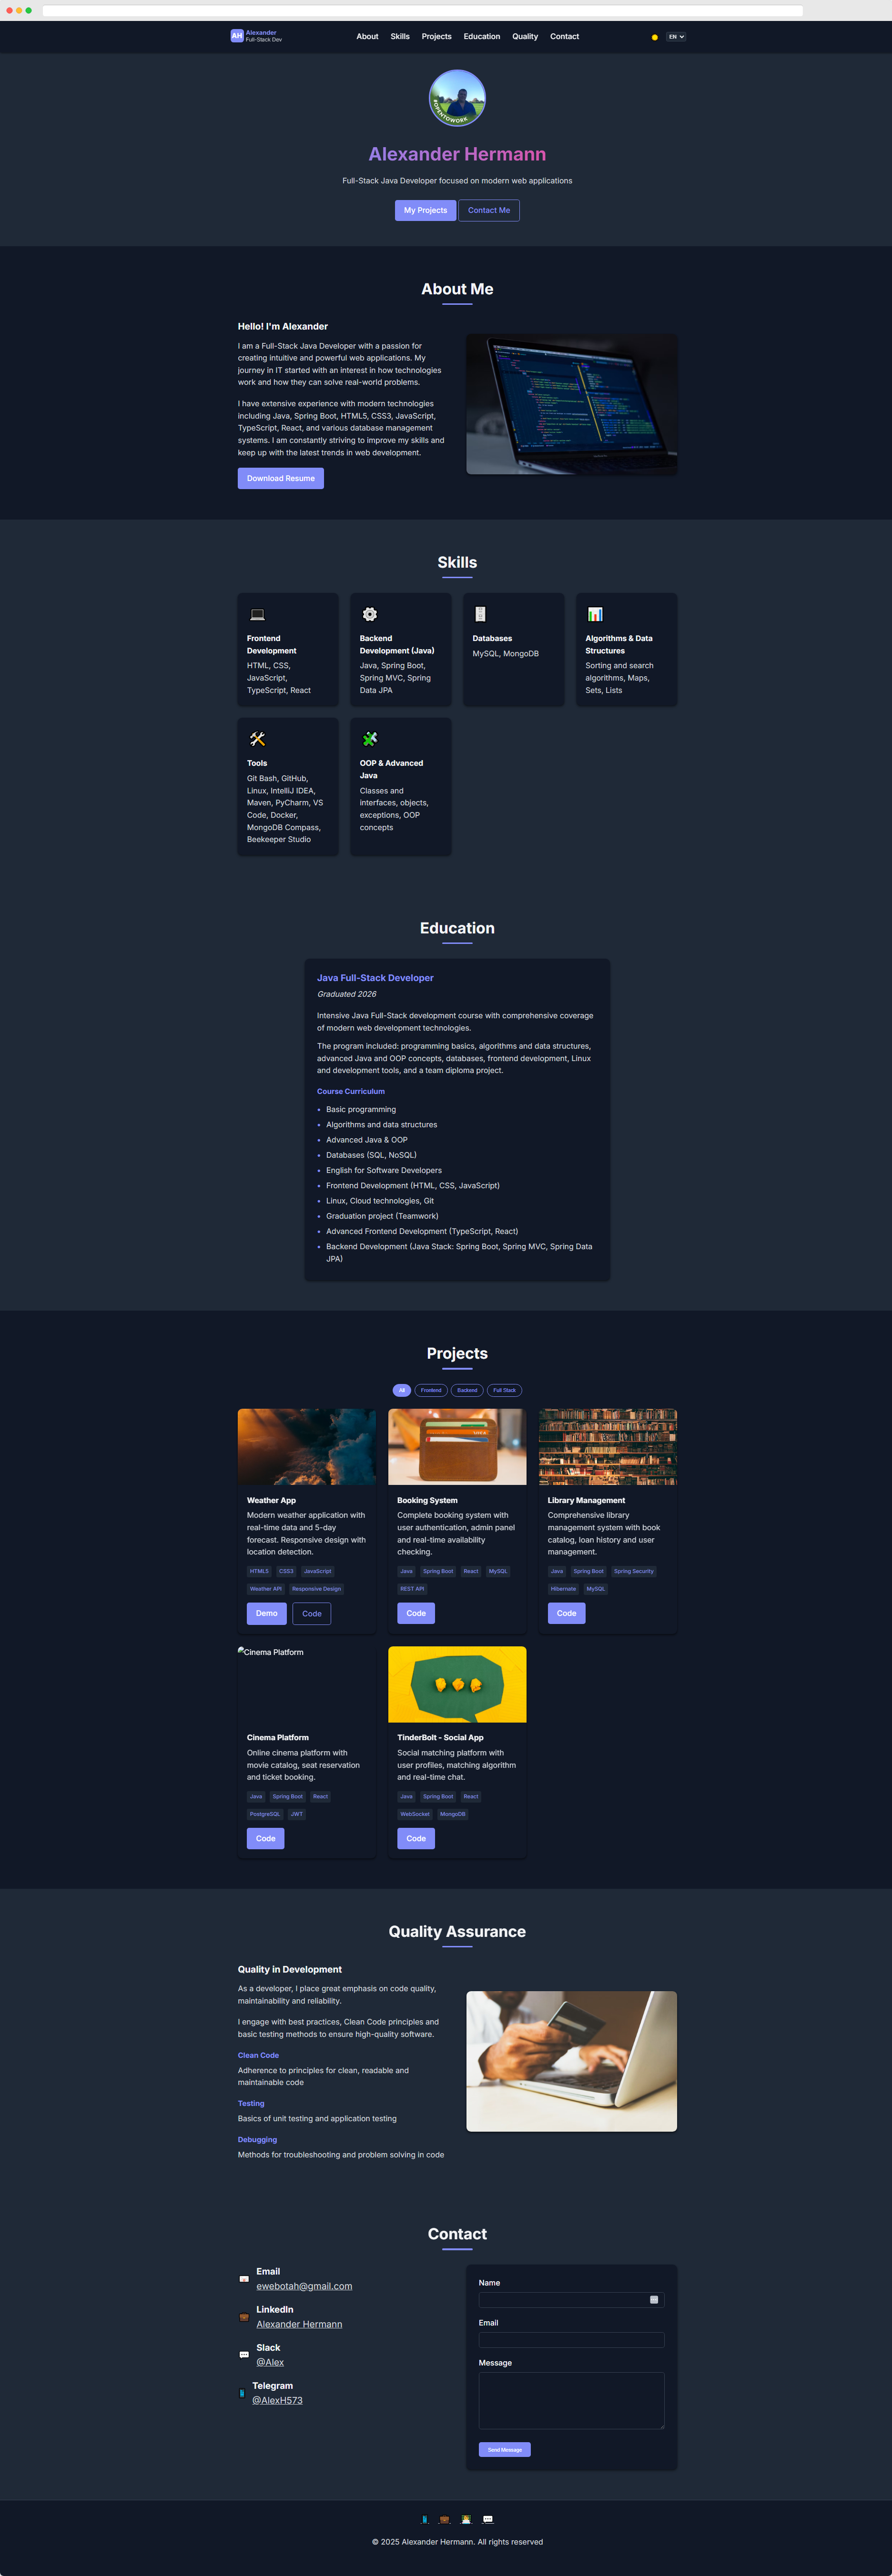 AH
Alexander
Full-Stack Dev
About
Skills
Projects
Education
Quality
Contact
EN
#OPENTOWORK
Alexander Hermann
Full-Stack Java Developer focused on modern web applications
My Projects
Contact Me
About Me
Hello! I'm Alexander
I am a Full-Stack Java Developer with a passion for
creating intuitive and powerful web applications. My
journey in IT started with an interest in how technologies
work and how they can solve real-world problems.
I have extensive experience with modern technologies
including Java, Spring Boot, HTML5, CSS3, JavaScript,
TypeScript, React, and various database management
systems. I am constantly striving to improve my skills and
keep up with the latest trends in web development.
Download Resume
Skills
Frontend
Development
HTML, CSS,
JavaScript,
TypeScript, React
Backend
Development (Java)
Java, Spring Boot,
Spring MVC, Spring
Data JPA
Databases
MySQL, MongoDB
Algorithms & Data
Structures
Sorting and search
algorithms, Maps,
Sets, Lists
Tools
Git Bash, GitHub,
Linux, IntelliJ IDEA,
Maven, PyCharm, VS
Code, Docker,
MongoDB Compass,
Beekeeper Studio
OOP & Advanced
Java
Classes and
interfaces, objects,
exceptions, OOP
concepts
Education
Java Full-Stack Developer
Graduated 2026
Intensive Java Full-Stack development course with comprehensive coverage
of modern web development technologies.
The program included: programming basics, algorithms and data structures,
advanced Java and OOP concepts, databases, frontend development, Linux
and development tools, and a team diploma project.
Course Curriculum
Basic programming
Algorithms and data structures
Advanced Java & OOP
Databases (SQL, NoSQL)
English for Software Developers
Frontend Development (HTML, CSS, JavaScript)
Linux, Cloud technologies, Git
Graduation project (Teamwork)
Advanced Frontend Development (TypeScript, React)
Backend Development (Java Stack: Spring Boot, Spring MVC, Spring Data
JPA)
Projects
All
Frontend
Backend
Full Stack
Weather App
Modern weather application with
real-time data and 5-day
forecast. Responsive design with
location detection.
HTML5 CSS3 JavaScript
Weather API Responsive Design
Demo
Code
Booking System
Complete booking system with
user authentication, admin panel
and real-time availability
checking.
Java Spring Boot React MySQL
REST API
Code
Library Management
Comprehensive library
management system with book
catalog, loan history and user
management.
Java Spring Boot Spring Security
Hibernate MySQL
Code
Cinema Platform
Cinema Platform
Online cinema platform with
movie catalog, seat reservation
and ticket booking.
Java Spring Boot React
PostgreSQL JWT
Code
TinderBolt - Social App
Social matching platform with
user profiles, matching algorithm
and real-time chat.
Java Spring Boot React
WebSocket MongoDB
Code
Quality Assurance
Quality in Development
As a developer, I place great emphasis on code quality,
maintainability and reliability.
I engage with best practices, Clean Code principles and
basic testing methods to ensure high-quality software.
Clean Code
Adherence to principles for clean, readable and
maintainable code
Testing
Basics of unit testing and application testing
Debugging
Methods for troubleshooting and problem solving in code
Contact
Email
ewebotah@gmail.com
LinkedIn
Alexander Hermann
Slack
@Alex
Telegram
@AlexH573
Name
Email
Message
Send Message
© 2025 Alexander Hermann. All rights reserved